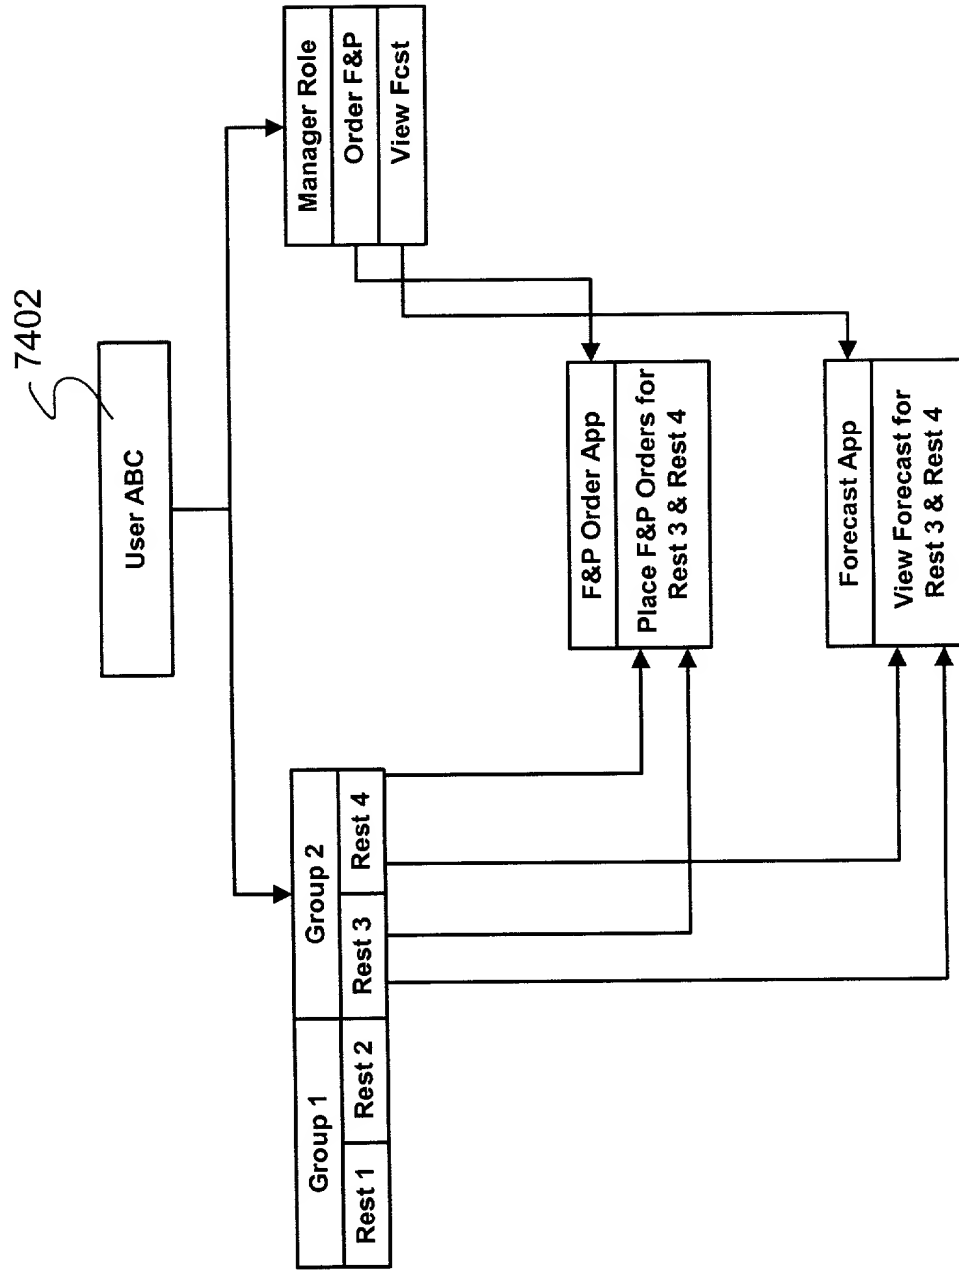 7402
User ABC
Group 1
Group 2
Rest 1
Rest 2
Rest 3
Rest 4
Manager Role
Order F&P
View Fcst
F&P Order App
Place F&P Orders for
Rest 3 & Rest 4
Forecast App
View Forecast for
Rest 3 & Rest 4